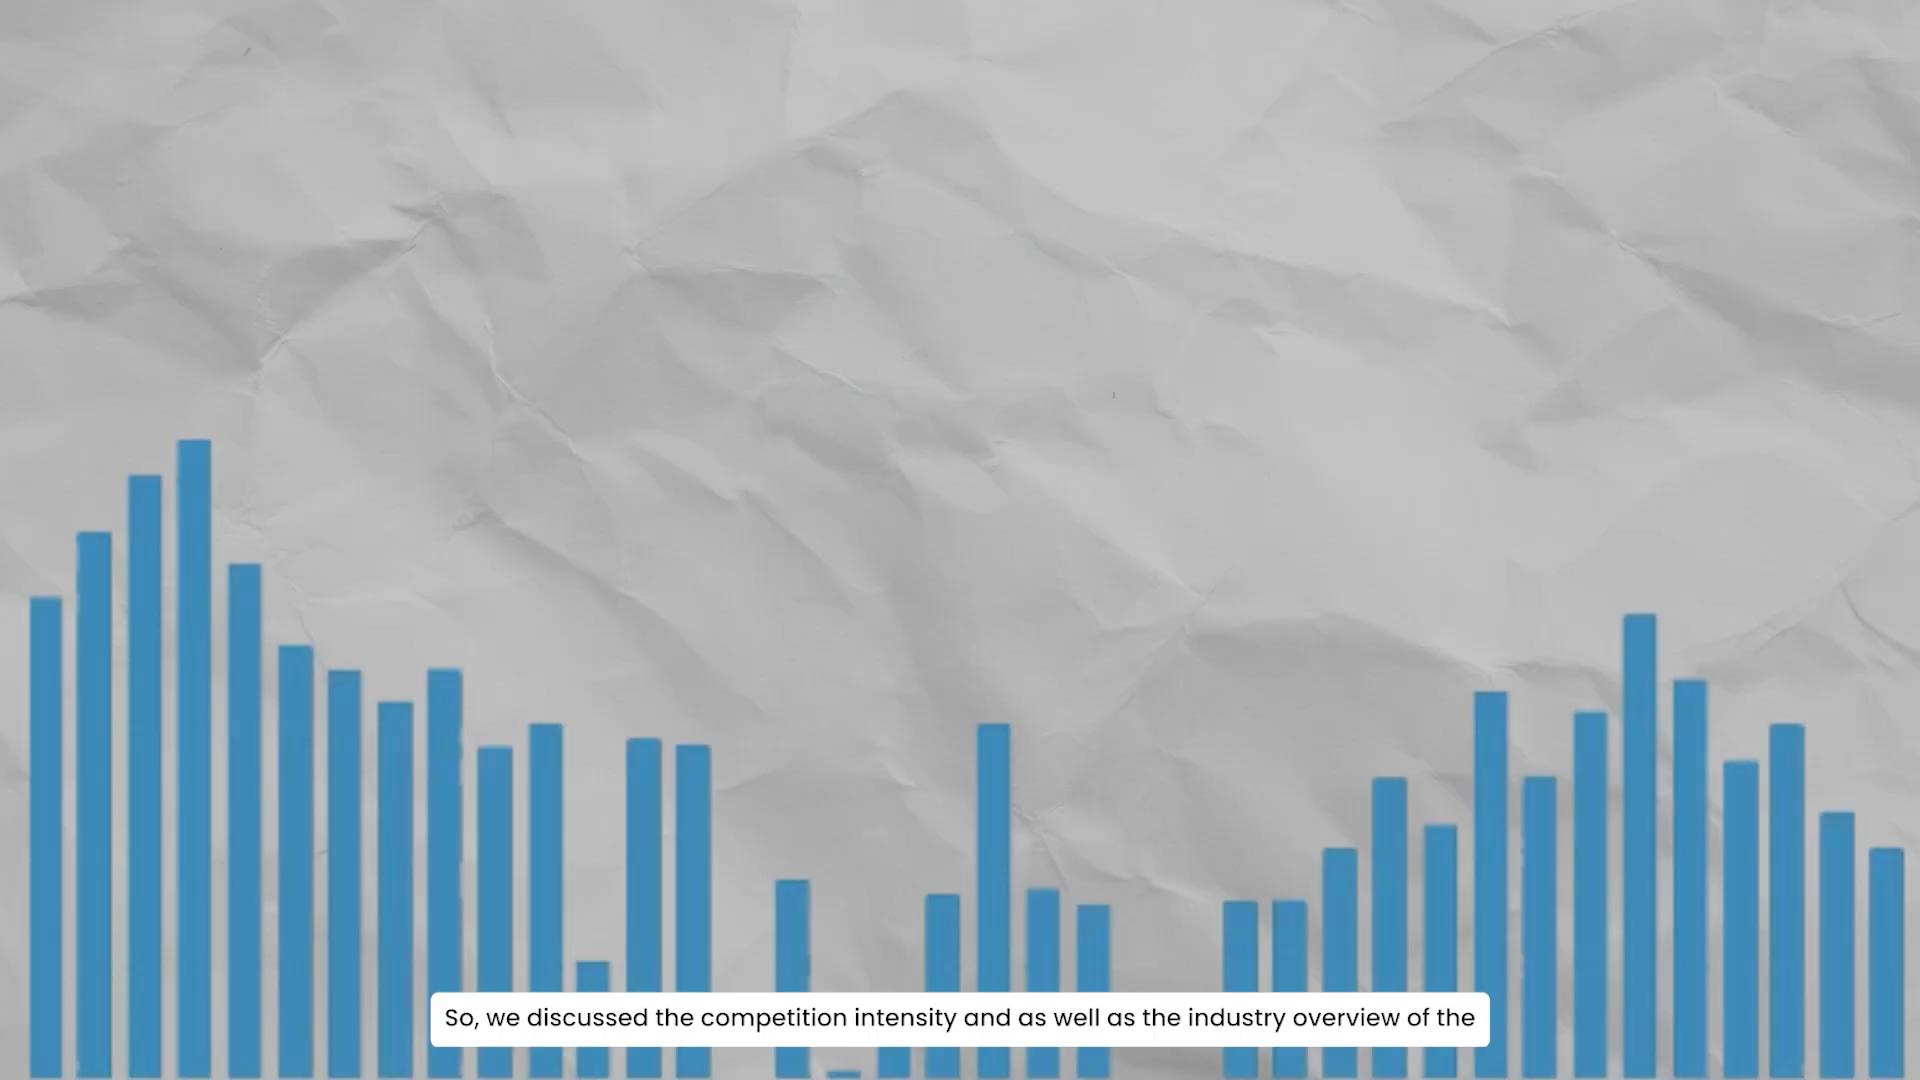 So, we discussed the competition intensity and as well as the industry overview of the